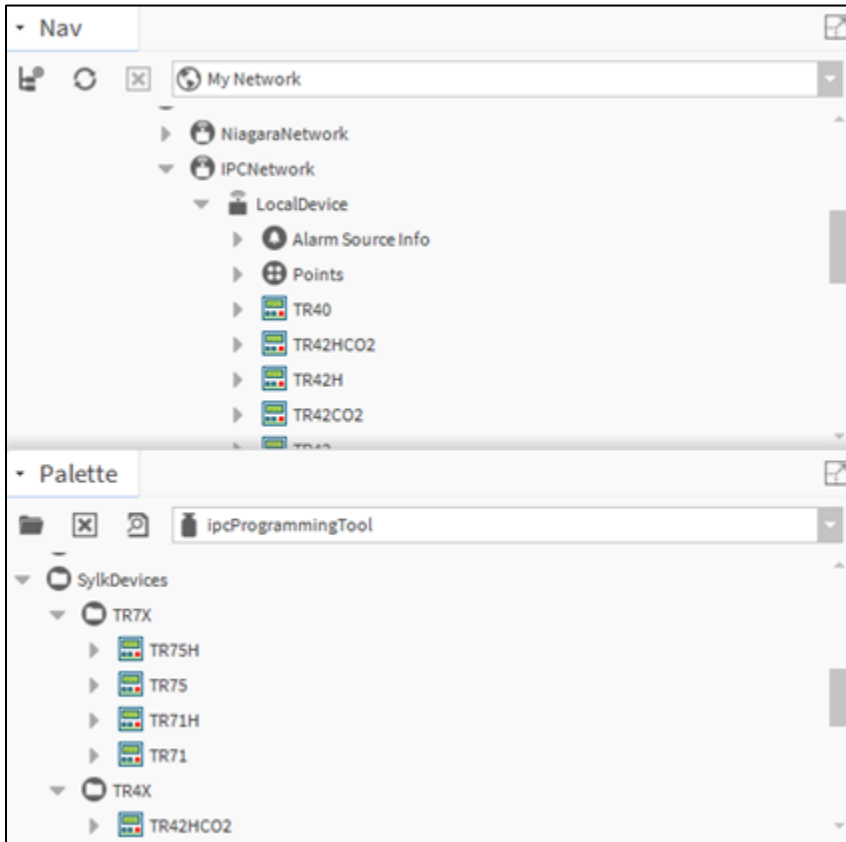 Nav
My Network
NiagaraNetwork
IPCNetwork
LocalDevice
Alarm Source Info
Points
TR40
TR42HCO2
TR42H
TR42CO2
TR42
Palette
ipcProgrammingTool
SylkDevices
TR7X
TR75H
TR75
TR71H
TR71
TR4X
TR42HCO2